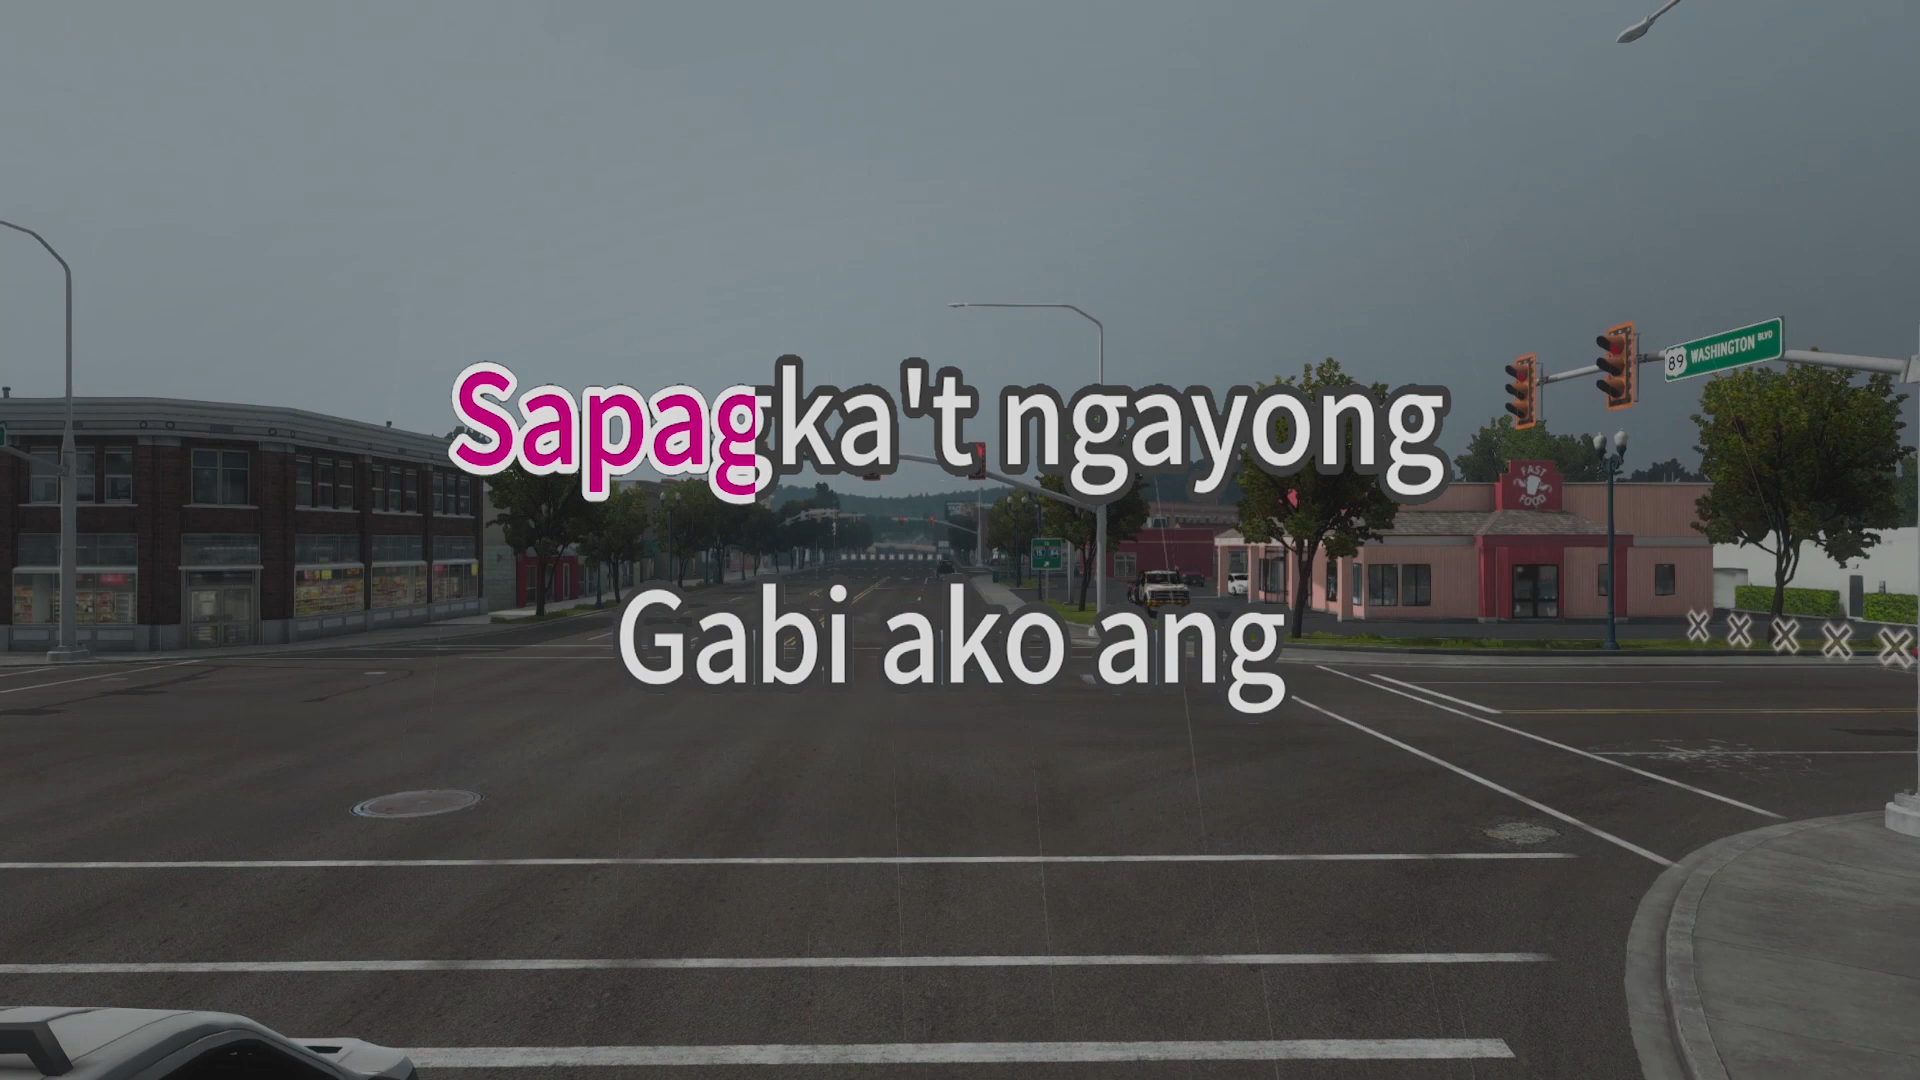 Sapagka't ngayong
Gabi ako ang
89 WASHINGTON BLVD
FAST
FOOD